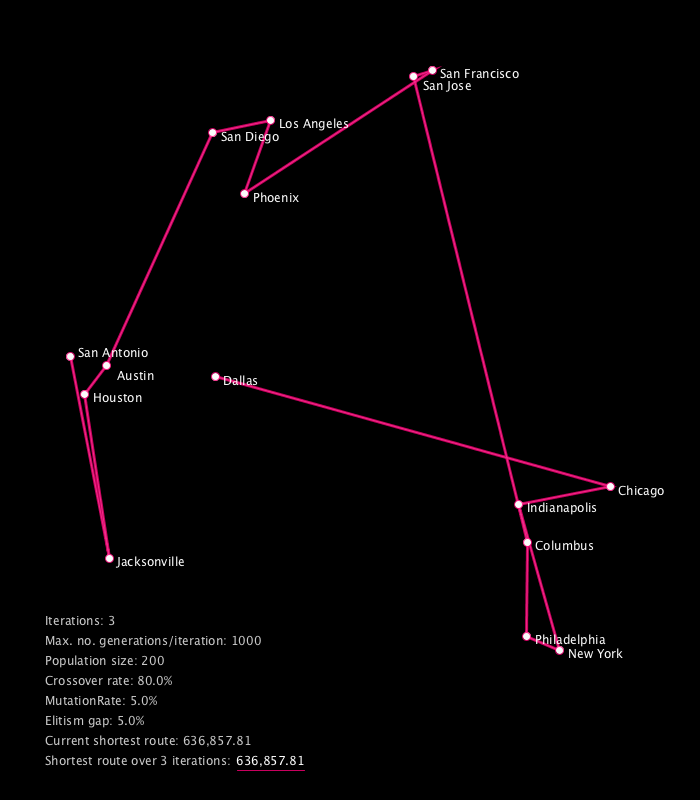 San Francisco
San Jose
Los Angeles
San Diego
Phoenix
San Antonio
Austin
Dallas
Houston
Chicago
Indianapolis
Columbus
Jacksonville
Philadelphia
New York
Iterations: 3
Max. no. generations/iteration: 1000
Population size: 200
Crossover rate: 80.0%
MutationRate: 5.0%
Elitism gap: 5.0%
Current shortest route: 636,857.81
Shortest route over 3 iterations: 636,857.81